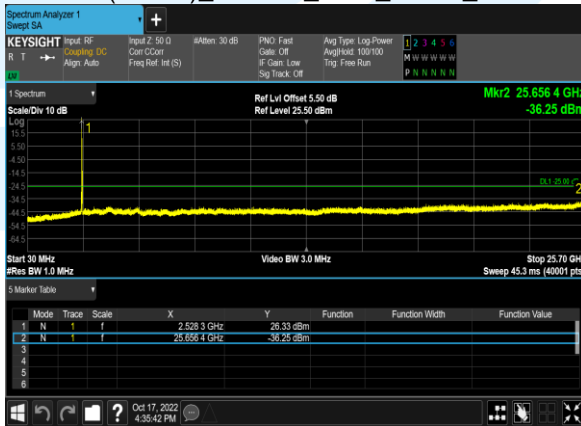 Spectrum Analyzer 1
Swept SA
+
KEYSIGHT Input: RF Input Z: 50 Ω #Atten: 30 dB PNO: Fast Avg Type: Log-Power 1 2 3 4 5 6
R T Coupling: DC Corr CCorr Gate: Off Avg|Hold: 100/100 M W W W W W
Align: Auto Freq Ref: Int (S) IF Gain: Low Trig: Free Run
Sig Track: Off P N N N N N
1 Spectrum Ref Lvl Offset 5.50 dB Mkr2 25.656 4 GHz
Scale/Div 10 dB Ref Level 25.50 dBm -36.25 dBm
Log
15.5
1
5.50
-4.50
-14.5
-24.5 DL1 -25.00
2
-34.5
-44.5
-54.5
-64.5
Start 30 MHz Video BW 3.0 MHz Stop 25.70 GH
#Res BW 1.0 MHz Sweep 45.3 ms (40001 pts
5 Marker Table
Mode Trace Scale X Y Function Function Width Function Value
1 N 1 f 2.528 3 GHz 26.33 dBm
2 N 1 f 25.656 4 GHz -36.25 dBm
3
4
5
6
? Oct 17, 2022
4:35:42 PM